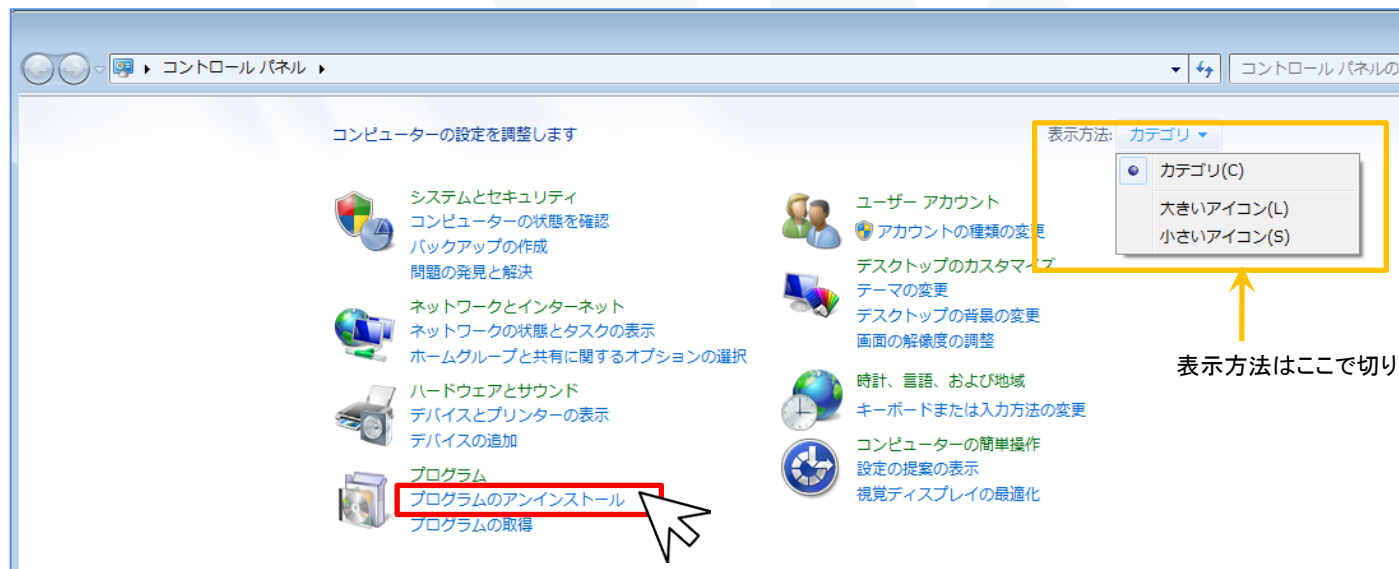 コントロール パネル
コントロール パネルの
コンピューターの設定を調整します
表示方法: カテゴリ
カテゴリ(C)
大きいアイコン(L)
小さいアイコン(S)
表示方法はここで切り
システムとセキュリティ
コンピューターの状態を確認
バックアップの作成
問題の発見と解決
ネットワークとインターネット
ネットワークの状態とタスクの表示
ホームグループと共有に関するオプションの選択
ハードウェアとサウンド
デバイスとプリンターの表示
デバイスの追加
プログラム
プログラムのアンインストール
プログラムの取得
ユーザー アカウント
アカウントの種類の変更
デスクトップのカスタマイズ
テーマの変更
デスクトップの背景の変更
画面の解像度の調整
時計、言語、および地域
キーボードまたは入力方法の変更
コンピューターの簡単操作
設定の提案の表示
視覚ディスプレイの最適化